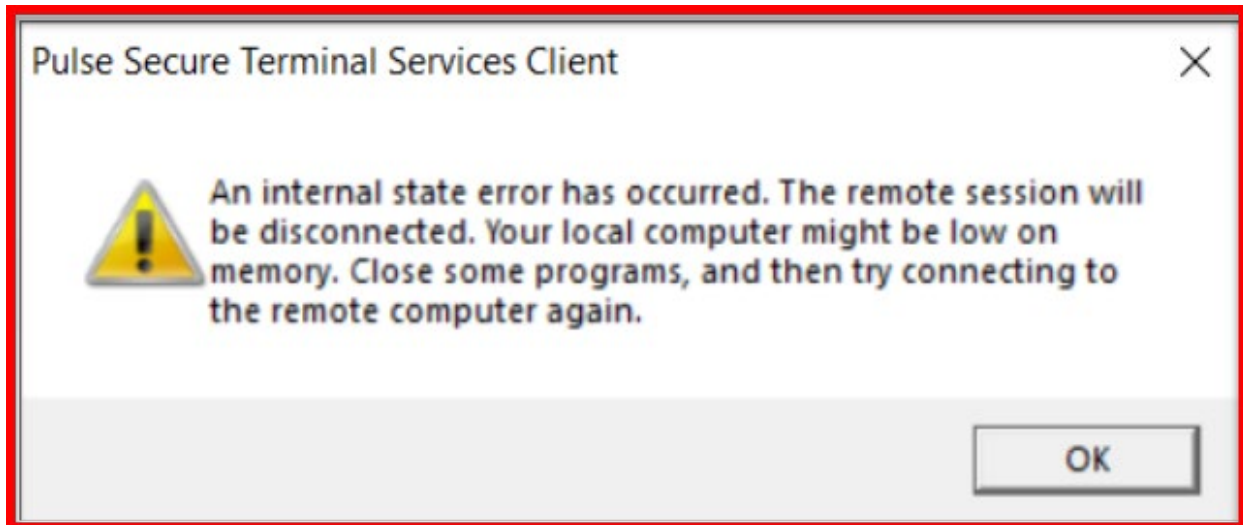 Pulse Secure Terminal Services Client
An internal state error has occurred. The remote session will
be disconnected. Your local computer might be low on
memory. Close some programs, and then try connecting to
the remote computer again.
OK